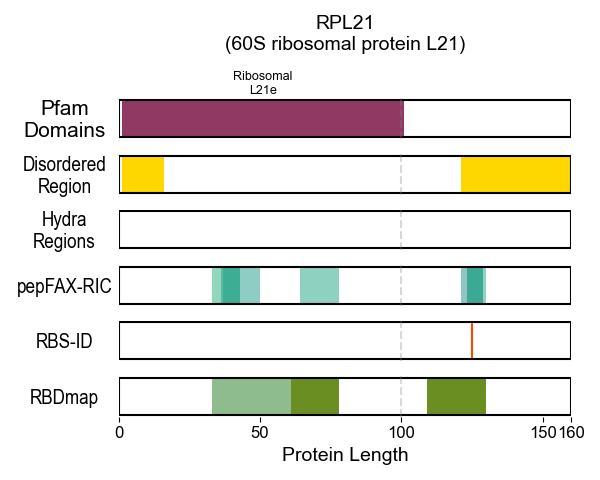 RPL21
(60S ribosomal protein L21)
Ribosomal
L21e
Pfam
Domains
Disordered
Region
Hydra
Regions
pepFAX-RIC
RBS-ID
RBDmap
0 50 100 150 160
Protein Length